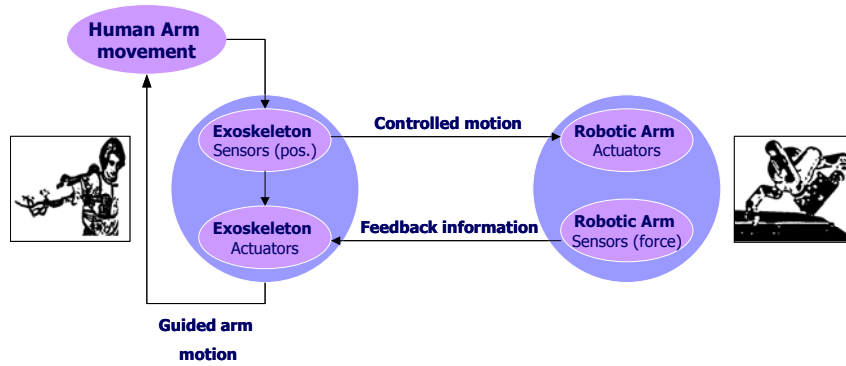 Human Arm
movement
Exoskeleton
Sensors (pos.)
Controlled motion
Robotic Arm
Actuators
Exoskeleton
Actuators
Feedback information
Robotic Arm
Sensors (force)
Guided arm
motion